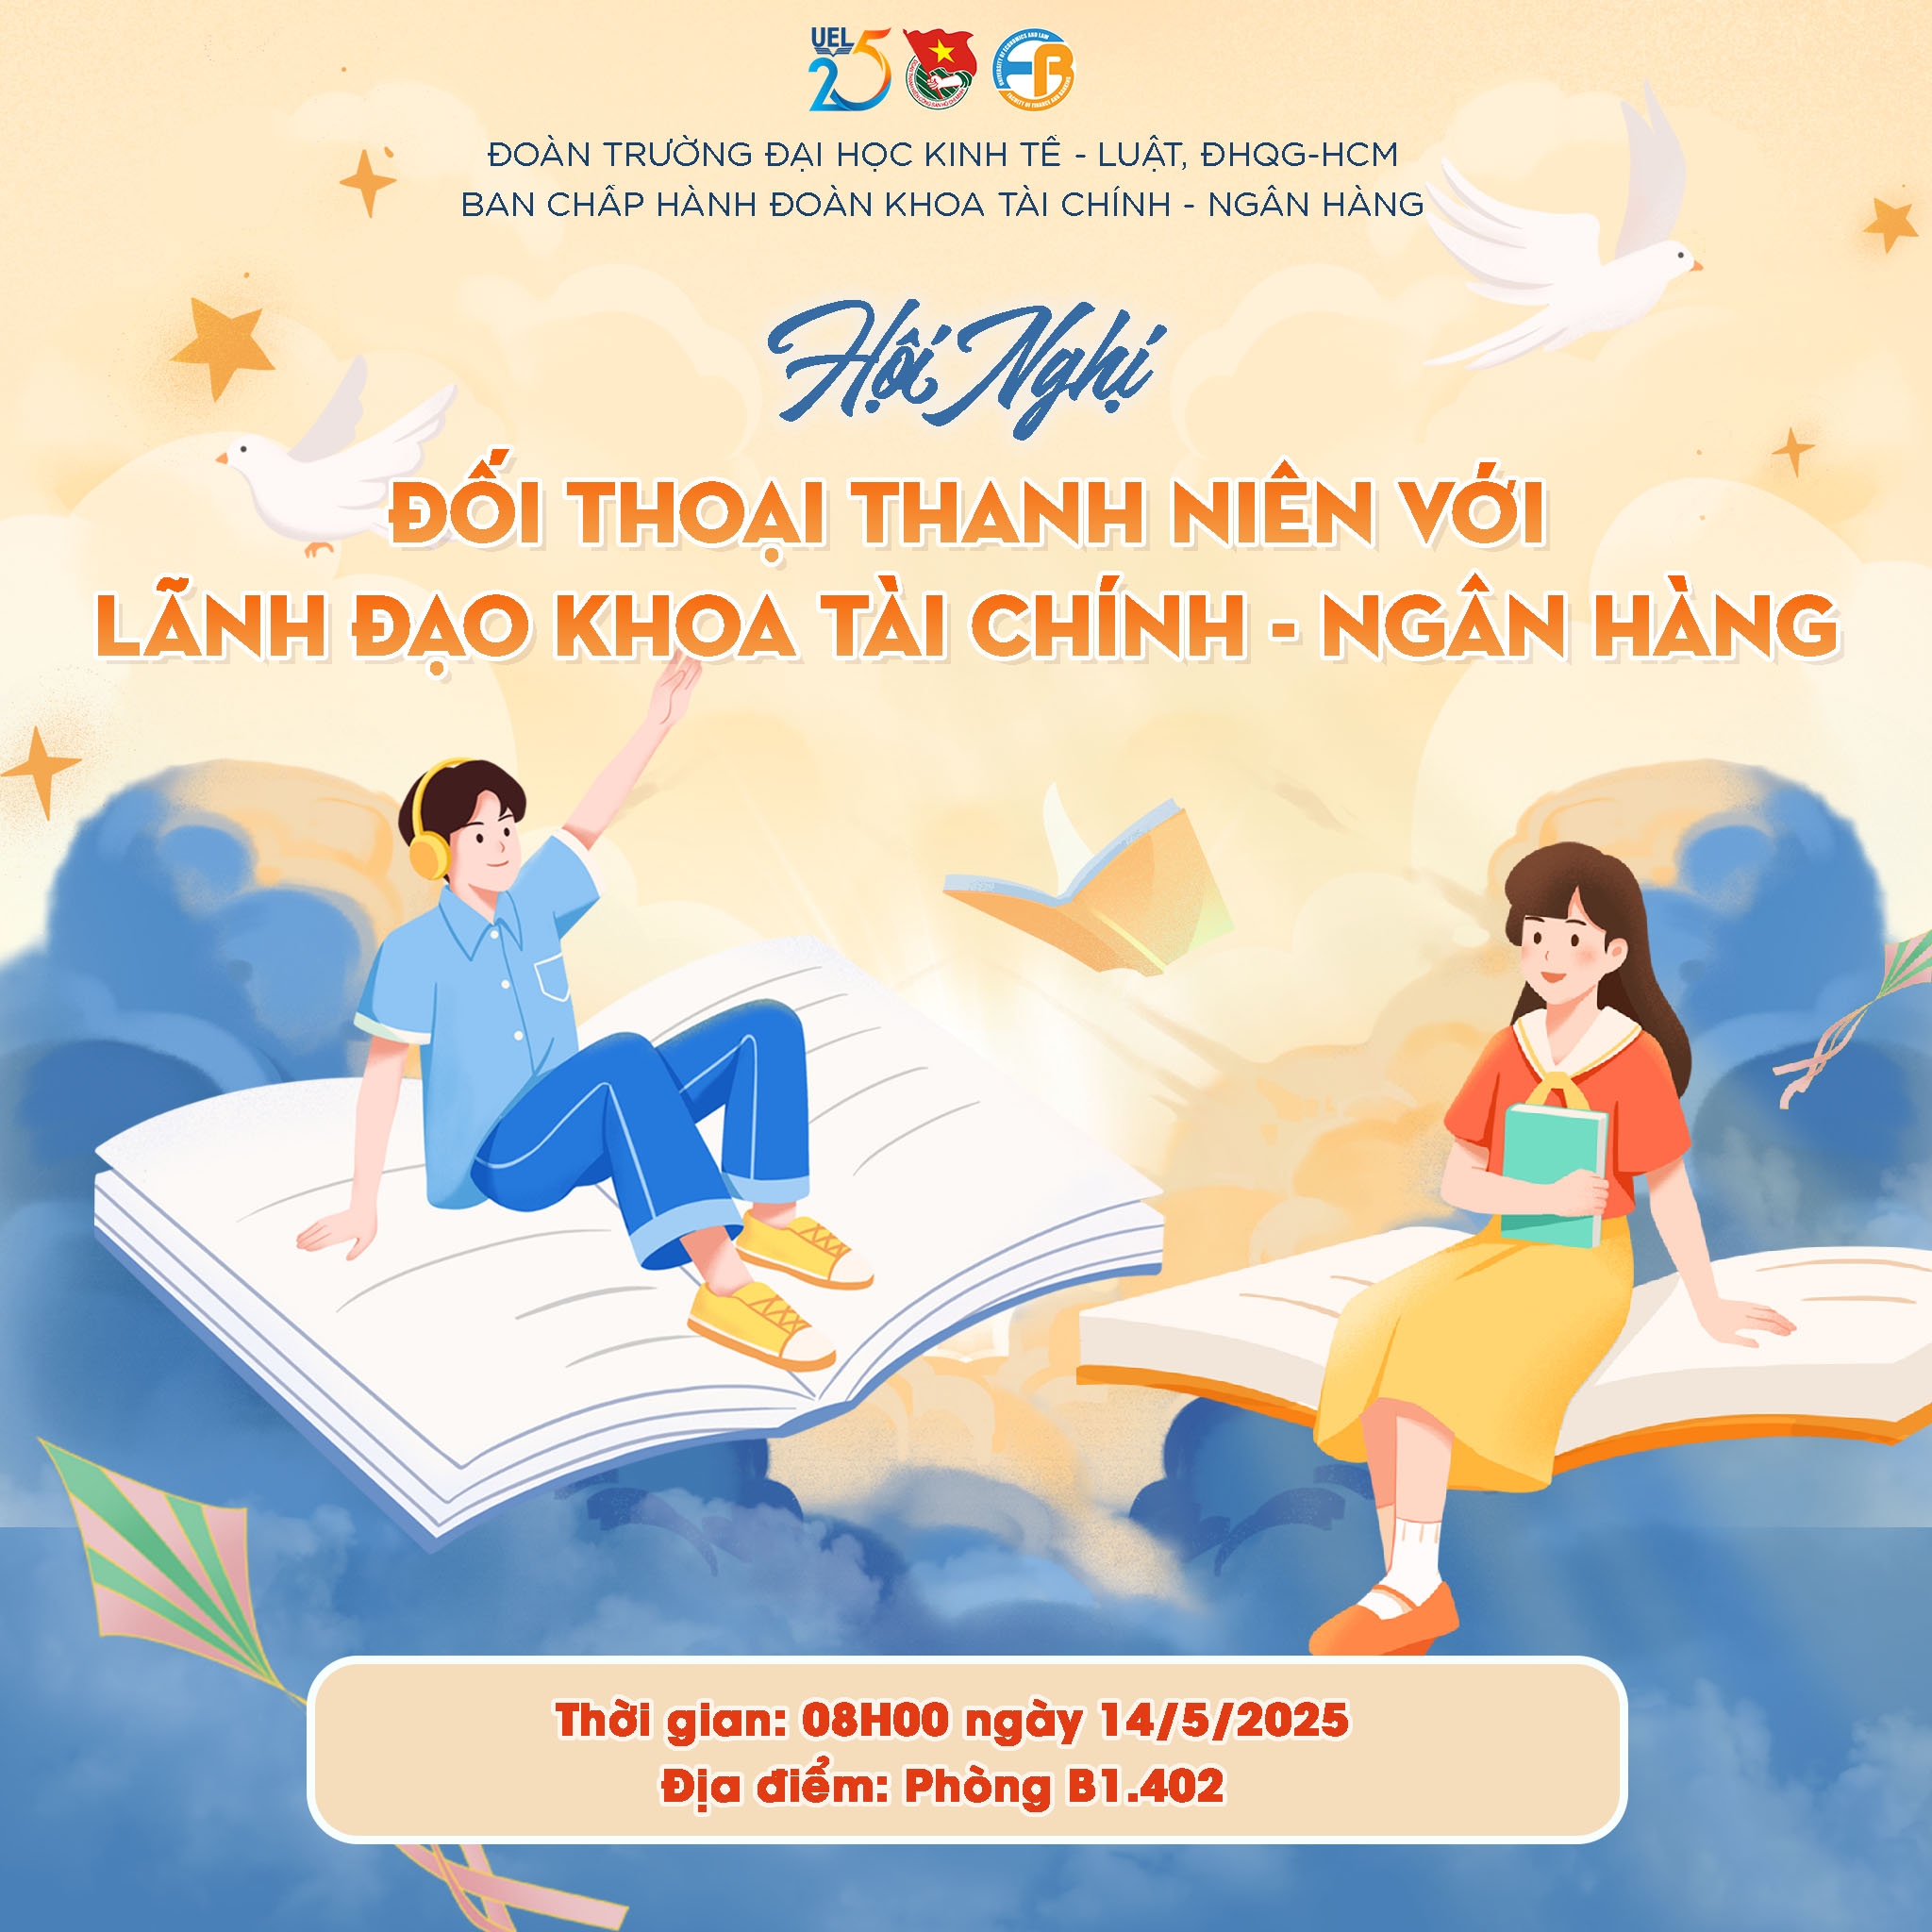 UEL
25
ĐOÀN TRƯỜNG ĐẠI HỌC KINH TẾ - LUẬT, ĐHQG-HCM
BAN CHẤP HÀNH ĐOÀN KHOA TÀI CHÍNH - NGÂN HÀNG
Hội Nghị
ĐỐI THOẠI THANH NIÊN VỚI
LÃNH ĐẠO KHOA TÀI CHÍNH - NGÂN HÀNG
Thời gian: 08H00 ngày 14/5/2025
Địa điểm: Phòng B1.402